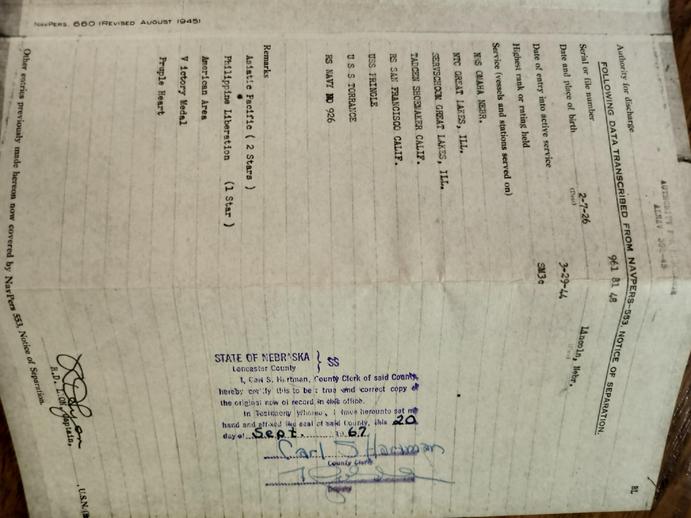 AUTHORITY
Authority for discharge
FOLLOWING DATA TRANSCRIBED FROM NAVPERS-553, NOTICE OF SEPARATION.
BL
Serial or file number 961 81 48
Date and place of birth 2-7-26 Lincoln, Nebr.
(Date)
Date of entry into active service 3-29-44
Highest rank or rating held SM3c
Service (vessels and stations served on)
NRS OMAHA NEBR.
NTC GREAT LAKES, ILL.
SERVSCHOOL GREAT LAKES, ILL.
TADCEN SHOEMAKER CALIF.
RS SAN FRANCISCO CALIF.
USS PRINGLE
U S S TORRANCE
RS NAVY NO 926
Remarks
Asiatic Pacific ( 2 Stars )
Philippine Liberation (1 Star )
American Area
V ictory Medal
Pruple Heart
Other entries previously made hereon now covered by NavPers 553, Notice of Separation.
R.D. Captain, U.S.N.
NAVPERS. 660 (REVISED AUGUST 1945)
STATE OF NEBRASKA } SS
Lancaster County
I, Carl S. Hartman, County Clerk of said County,
hereby certify this to be a true and correct copy of
the original now of record in this office.
In Testimony Whereof, I have hereunto set my
hand and affixed the seal of said County, this 20
day of Sept. 1967
Carl S Hartman
County Clerk
Deputy